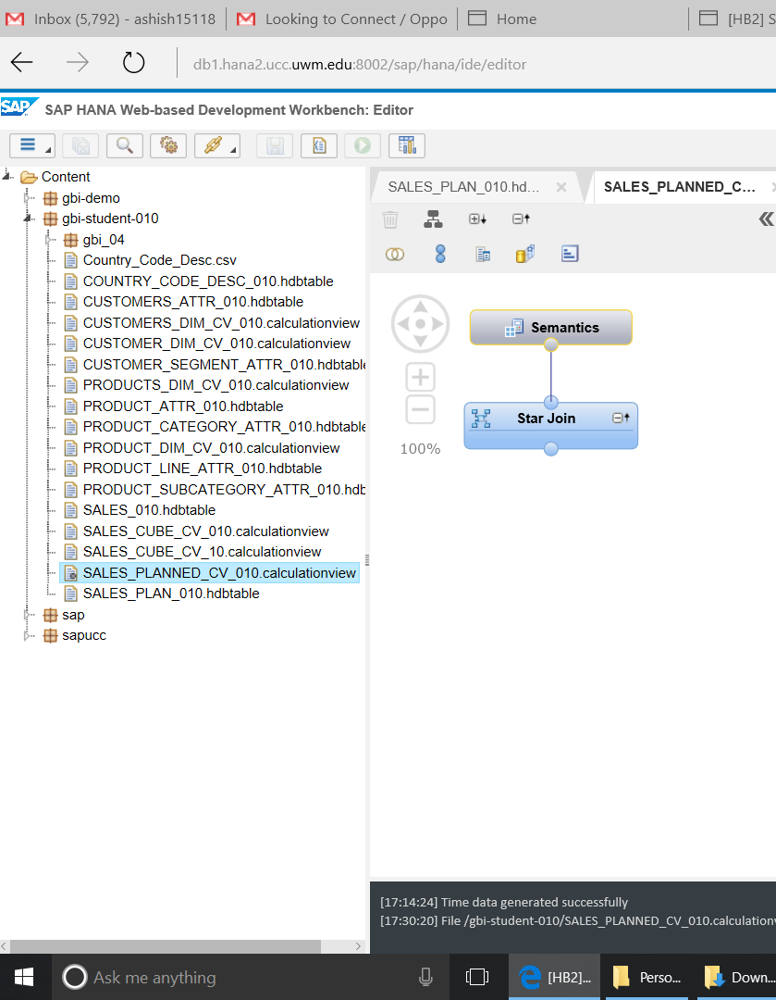 Inbox (5,792) - ashish15118
Looking to Connect / Oppo
Home
[HB2] S
db1.hana2.ucc.uwm.edu:8002/sap/hana/ide/editor
SAP
SAP HANA Web-based Development Workbench: Editor
Content
gbi-demo
gbi-student-010
gbi_04
Country_Code_Desc.csv
COUNTRY_CODE_DESC_010.hdbtable
CUSTOMERS_ATTR_010.hdbtable
CUSTOMERS_DIM_CV_010.calculationview
CUSTOMER_DIM_CV_010.calculationview
CUSTOMER_SEGMENT_ATTR_010.hdbtable
PRODUCTS_DIM_CV_010.calculationview
PRODUCT_ATTR_010.hdbtable
PRODUCT_CATEGORY_ATTR_010.hdbtable
PRODUCT_DIM_CV_010.calculationview
PRODUCT_LINE_ATTR_010.hdbtable
PRODUCT_SUBCATEGORY_ATTR_010.hdb
SALES_010.hdbtable
SALES_CUBE_CV_010.calculationview
SALES_CUBE_CV_10.calculationview
SALES_PLANNED_CV_010.calculationview
SALES_PLAN_010.hdbtable
sap
sapucc
SALES_PLAN_010.hd...
SALES_PLANNED_C...
Semantics
Star Join
100%
[17:14:24] Time data generated successfully
[17:30:20] File /gbi-student-010/SALES_PLANNED_CV_010.calculationv
Ask me anything
[HB2]...
Perso...
Down...